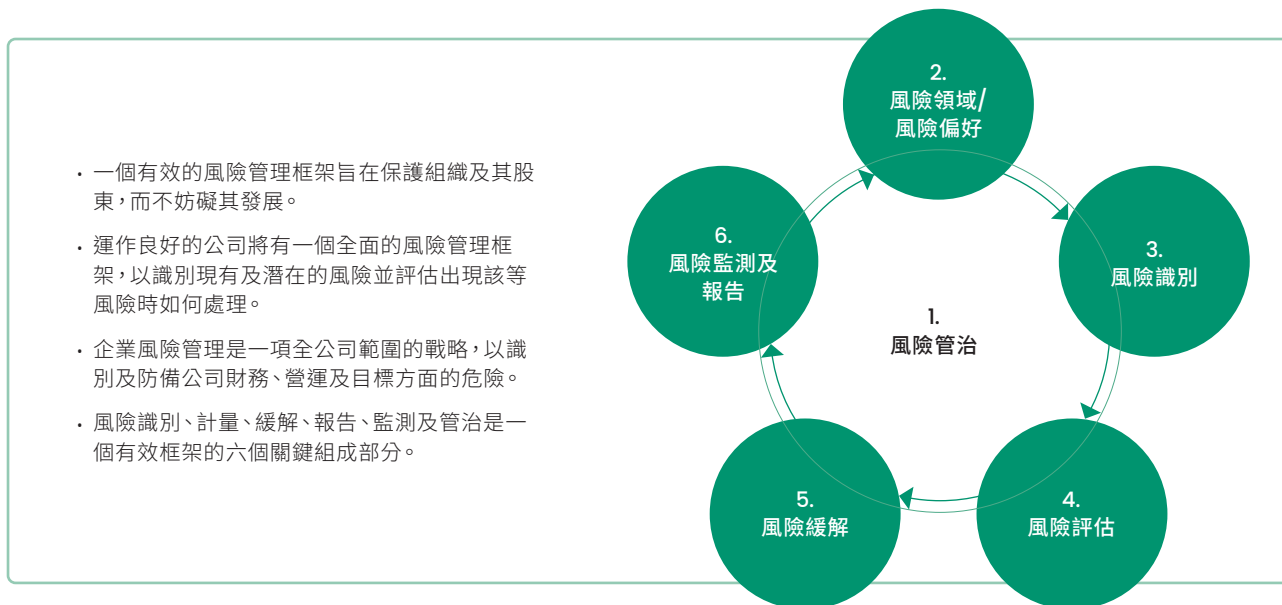 • 一個有效的風險管理框架旨在保護組織及其股
東，而不妨礙其發展。
• 運作良好的公司將有一個全面的風險管理框
架，以識別現有及潛在的風險並評估出現該等
風險時如何處理。
• 企業風險管理是一項全公司範圍的戰略，以識
別及防備公司財務、營運及目標方面的危險。
• 風險識別、計量、緩解、報告、監測及管治是一
個有效框架的六個關鍵組成部分。
1.
風險管治
2.
風險領域/
風險偏好
3.
風險識別
4.
風險評估
5.
風險緩解
6.
風險監測及
報告